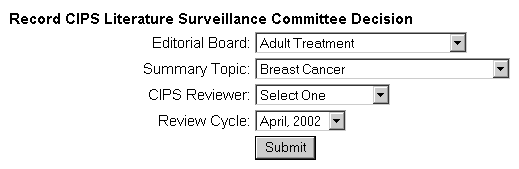 Record CIPS Literature Surveillance Committee Decision
Editorial Board: Adult Treatment
Summary Topic: Breast Cancer
CIPS Reviewer: Select One
Review Cycle: April, 2002
Submit